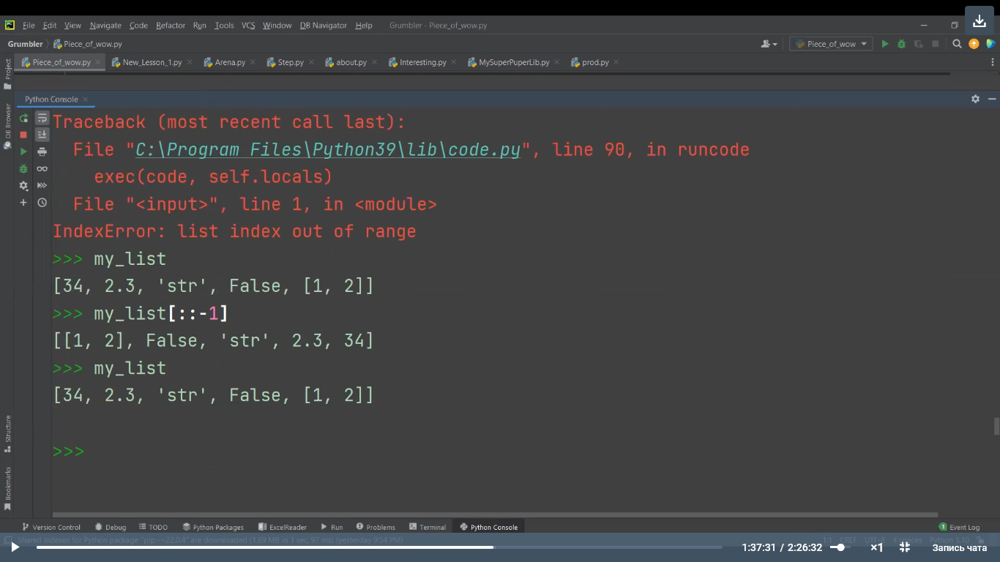 File Edit View Navigate Code Refactor Run Tools VCS Window DB Navigator Help Grumbler - Piece_of_wow.py
Grumbler Piece_of_wow.py Piece_of_wow
Piece_of_wow.py New_Lesson_1.py Arena.py Step.py about.py Interesting.py MySuperPuperLib.py prod.py
Project
DB Browser
Structure
Bookmarks
Python Console
Traceback (most recent call last):
File "C:\Program Files\Python39\lib\code.py", line 90, in runcode
exec(code, self.locals)
File "<input>", line 1, in <module>
IndexError: list index out of range
>>> my_list
[34, 2.3, 'str', False, [1, 2]]
>>> my_list[::-1]
[[1, 2], False, 'str', 2.3, 34]
>>> my_list
[34, 2.3, 'str', False, [1, 2]]
>>>
Version Control Debug TODO Python Packages ExcelReader Run Problems Terminal Python Console 1 Event Log
Shared indexes for Python package "pip==22.0.4" are downloaded (1.69 MB in 1 sec, 97 ms) (yesterday 9:54 PM) 1:1 CRLF UTF-8 4 spaces Python 3.10
1:37:31 / 2:26:32 ×1 Запись чата